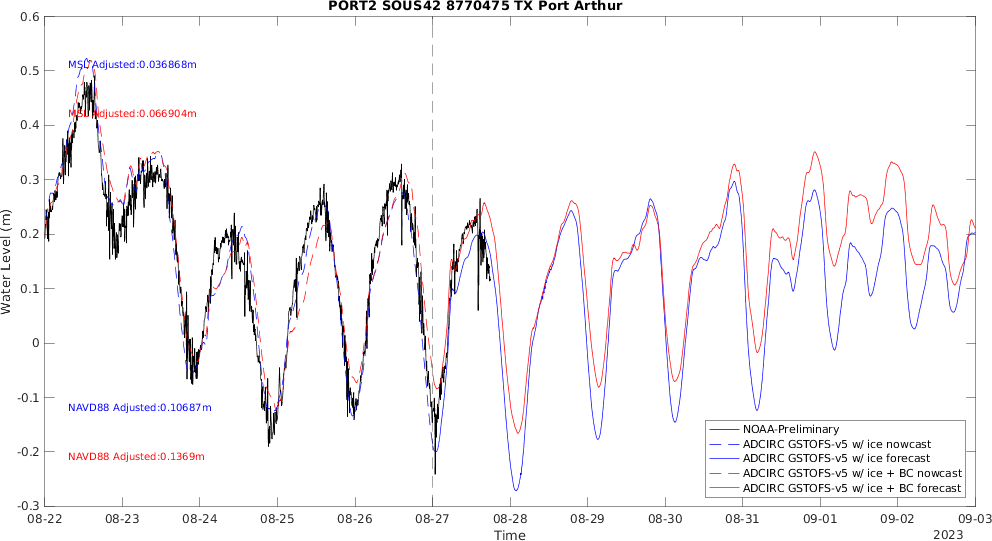 PORT2 SOUS42 8770475 TX Port Arthur
0.6
0.5
0.4
0.3
0.2
0.1
0
-0.1
-0.2
-0.3
Water Level (m)
MSL Adjusted:0.036868m
MSL Adjusted:0.066904m
NAVD88 Adjusted:0.10687m
NAVD88 Adjusted:0.1369m
NOAA-Preliminary
ADCIRC GSTOFS-v5 w/ ice nowcast
ADCIRC GSTOFS-v5 w/ ice forecast
ADCIRC GSTOFS-v5 w/ ice + BC nowcast
ADCIRC GSTOFS-v5 w/ ice + BC forecast
08-22 08-23 08-24 08-25 08-26 08-27 08-28 08-29 08-30 08-31 09-01 09-02 09-03
Time
2023